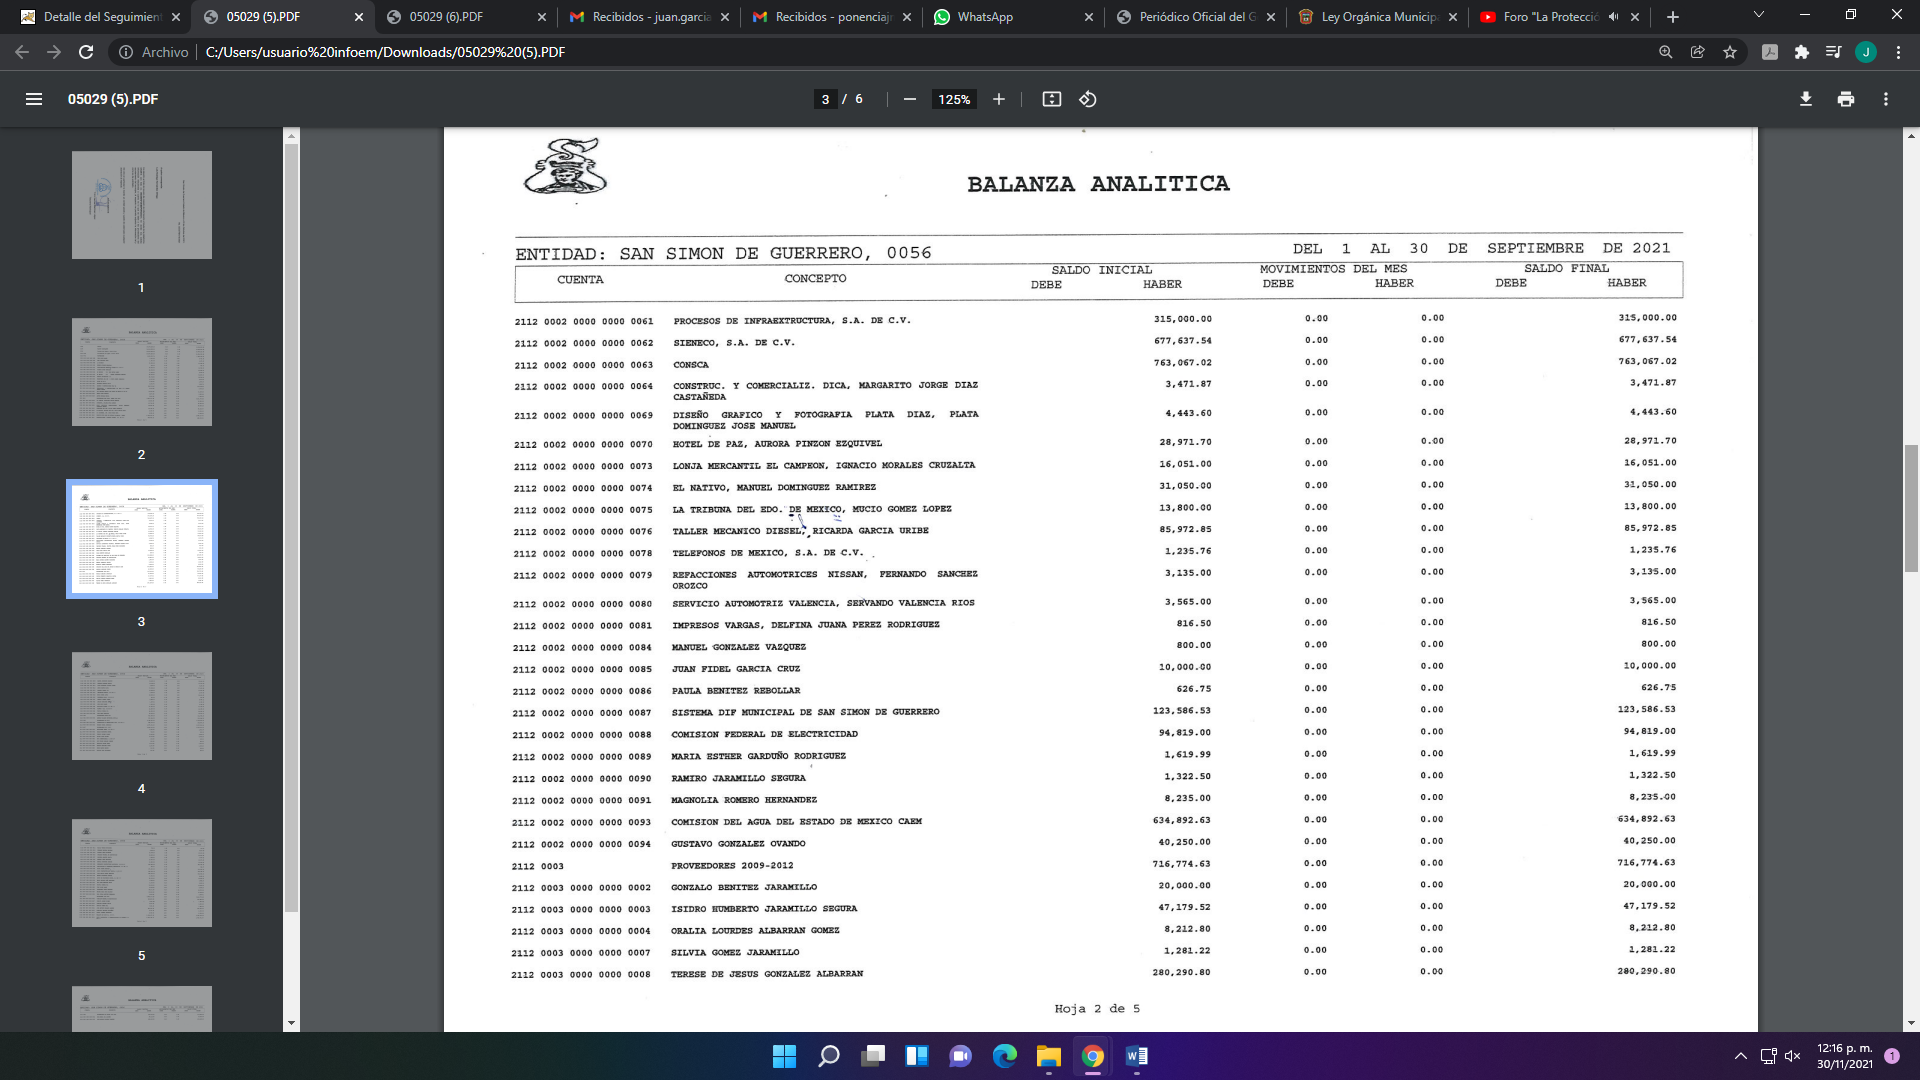 Detalle del Seguimient
05029 (5).PDF
05029 (6).PDF
Recibidos - juan.garcia
Recibidos - ponenciajr
WhatsApp
Periódico Oficial del G
Ley Orgánica Municipa
Foro "La Protecció
Archivo
C:/Users/usuario%20infoem/Downloads/05029%20(5).PDF
J
05029 (5).PDF
3 / 6
125%
1
2
3
4
5
BALANZA ANALITICA
ENTIDAD: SAN SIMON DE GUERRERO, 0056 DEL 1 AL 30 DE SEPTIEMBRE DE 2021
CUENTA CONCEPTO SALDO INICIAL MOVIMIENTOS DEL MES SALDO FINAL
DEBE HABER DEBE HABER DEBE HABER
2112 0002 0000 0000 0061 PROCESOS DE INFRAEXTRUCTURA, S.A. DE C.V. 315,000.00 0.00 0.00 315,000.00
2112 0002 0000 0000 0062 SIENECO, S.A. DE C.V. 677,637.54 0.00 0.00 677,637.54
2112 0002 0000 0000 0063 CONSCA 763,067.02 0.00 0.00 763,067.02
2112 0002 0000 0000 0064 CONSTRUC. Y COMERCIALIZ. DICA, MARGARITO JORGE DIAZ 3,471.87 0.00 0.00 3,471.87
CASTAÑEDA
2112 0002 0000 0000 0069 DISEÑO GRAFICO Y FOTOGRAFIA PLATA DIAZ, PLATA 4,443.60 0.00 0.00 4,443.60
DOMINGUEZ JOSE MANUEL
2112 0002 0000 0000 0070 HOTEL DE PAZ, AURORA PINZON EZQUIVEL 28,971.70 0.00 0.00 28,971.70
2112 0002 0000 0000 0073 LONJA MERCANTIL EL CAMPEON, IGNACIO MORALES CRUZALTA 16,051.00 0.00 0.00 16,051.00
2112 0002 0000 0000 0074 EL NATIVO, MANUEL DOMINGUEZ RAMIREZ 31,050.00 0.00 0.00 31,050.00
2112 0002 0000 0000 0075 LA TRIBUNA DEL EDO. DE MEXICO, MUCIO GOMEZ LOPEZ 13,800.00 0.00 0.00 13,800.00
2112 0002 0000 0000 0076 TALLER MECANICO DIESEL, RICARDA GARCIA URIBE 85,972.85 0.00 0.00 85,972.85
2112 0002 0000 0000 0078 TELEFONOS DE MEXICO, S.A. DE C.V. 1,235.76 0.00 0.00 1,235.76
2112 0002 0000 0000 0079 REFACCIONES AUTOMOTRICES NISSAN, FERNANDO SANCHEZ 3,135.00 0.00 0.00 3,135.00
OROZCO
2112 0002 0000 0000 0080 SERVICIO AUTOMOTRIZ VALENCIA, SERVANDO VALENCIA RIOS 3,565.00 0.00 0.00 3,565.00
2112 0002 0000 0000 0081 IMPRESOS VARGAS, DELFINA JUANA PEREZ RODRIGUEZ 816.50 0.00 0.00 816.50
2112 0002 0000 0000 0084 MANUEL GONZALEZ VAZQUEZ 800.00 0.00 0.00 800.00
2112 0002 0000 0000 0085 JUAN FIDEL GARCIA CRUZ 10,000.00 0.00 0.00 10,000.00
2112 0002 0000 0000 0086 PAULA BENITEZ REBOLLAR 626.75 0.00 0.00 626.75
2112 0002 0000 0000 0087 SISTEMA DIF MUNICIPAL DE SAN SIMON DE GUERRERO 123,586.53 0.00 0.00 123,586.53
2112 0002 0000 0000 0088 COMISION FEDERAL DE ELECTRICIDAD 94,819.00 0.00 0.00 94,819.00
2112 0002 0000 0000 0089 MARIA ESTHER GARDUÑO RODRIGUEZ 1,619.99 0.00 0.00 1,619.99
2112 0002 0000 0000 0090 RAMIRO JARAMILLO SEGURA 1,322.50 0.00 0.00 1,322.50
2112 0002 0000 0000 0091 MAGNOLIA ROMERO HERNANDEZ 8,235.00 0.00 0.00 8,235.00
2112 0002 0000 0000 0093 COMISION DEL AGUA DEL ESTADO DE MEXICO CAEM 634,892.63 0.00 0.00 634,892.63
2112 0002 0000 0000 0094 GUSTAVO GONZALEZ OVANDO 40,250.00 0.00 0.00 40,250.00
2112 0003 PROVEEDORES 2009-2012 716,774.63 0.00 0.00 716,774.63
2112 0003 0000 0000 0002 GONZALO BENITEZ JARAMILLO 20,000.00 0.00 0.00 20,000.00
2112 0003 0000 0000 0003 ISIDRO HUMBERTO JARAMILLO SEGURA 47,179.52 0.00 0.00 47,179.52
2112 0003 0000 0000 0004 ORALIA LOURDES ALBARRAN GOMEZ 8,212.80 0.00 0.00 8,212.80
2112 0003 0000 0000 0007 SILVIA GOMEZ JARAMILLO 1,281.22 0.00 0.00 1,281.22
2112 0003 0000 0000 0008 TERESE DE JESUS GONZALEZ ALBARRAN 280,290.80 0.00 0.00 280,290.80
Hoja 2 de 5
12:16 p. m.
30/11/2021
1